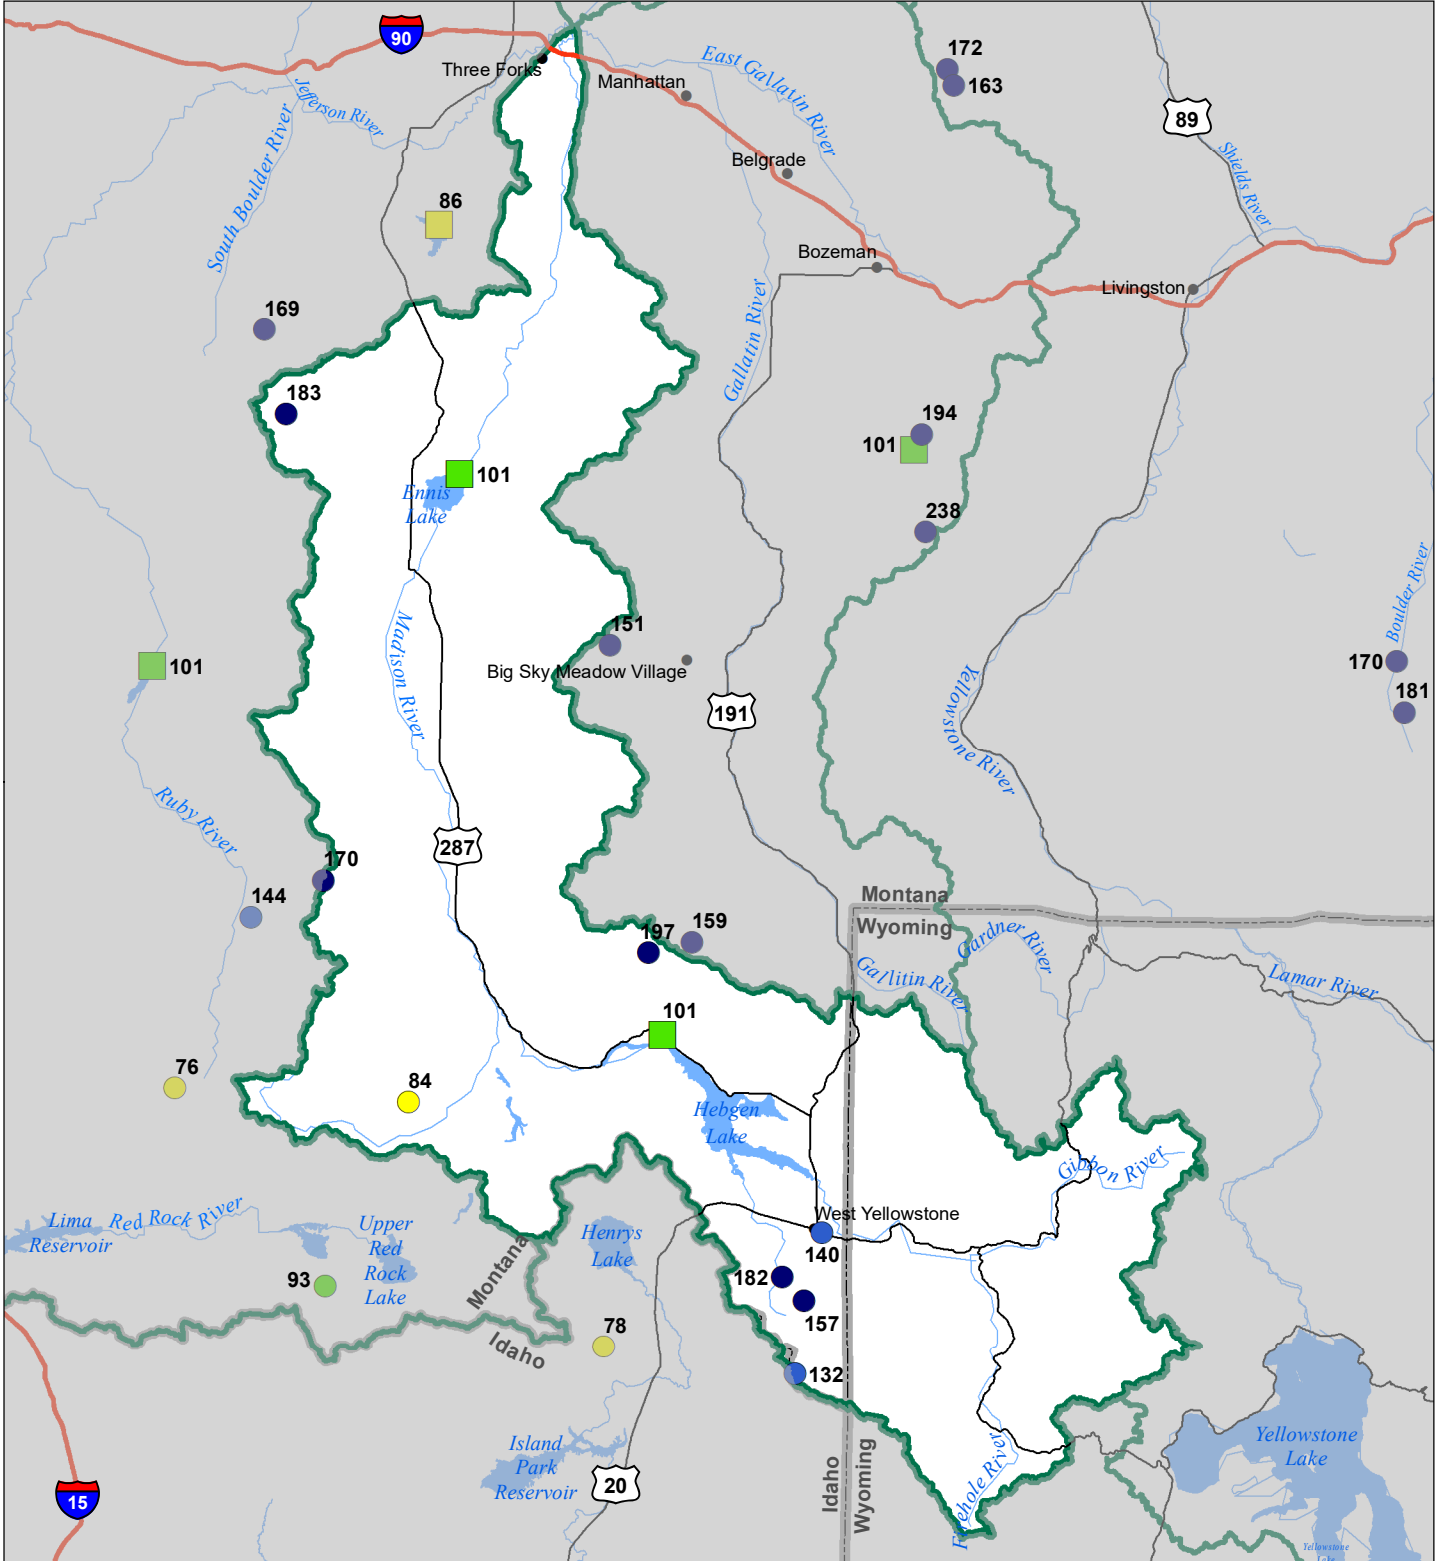 90
Three Forks
Manhattan
East Gallatin River
172
163
89
Jefferson River
South Boulder River
Belgrade
Shields River
86
Bozeman
Livingston
Gallatin River
169
183
194
101
101
Ennis
Lake
238
151
Big Sky Meadow Village
Madison River
Boulder River
170
181
101
191
Yellowstone River
Ruby River
287
170
144
197
159
Montana
Wyoming
Gardner River
Gallitin River
Lamar River
101
76
84
Hebgen
Lake
Gibbon River
Lima
Reservoir
Red Rock River
Upper
Red
Rock
Lake
Henrys
Lake
West Yellowstone
140
182
157
93
Montana
Idaho
78
132
Island
Park
Reservoir
20
15
Idaho
Wyoming
Firehole River
Yellowstone
Lake
Yellowstone
Lake